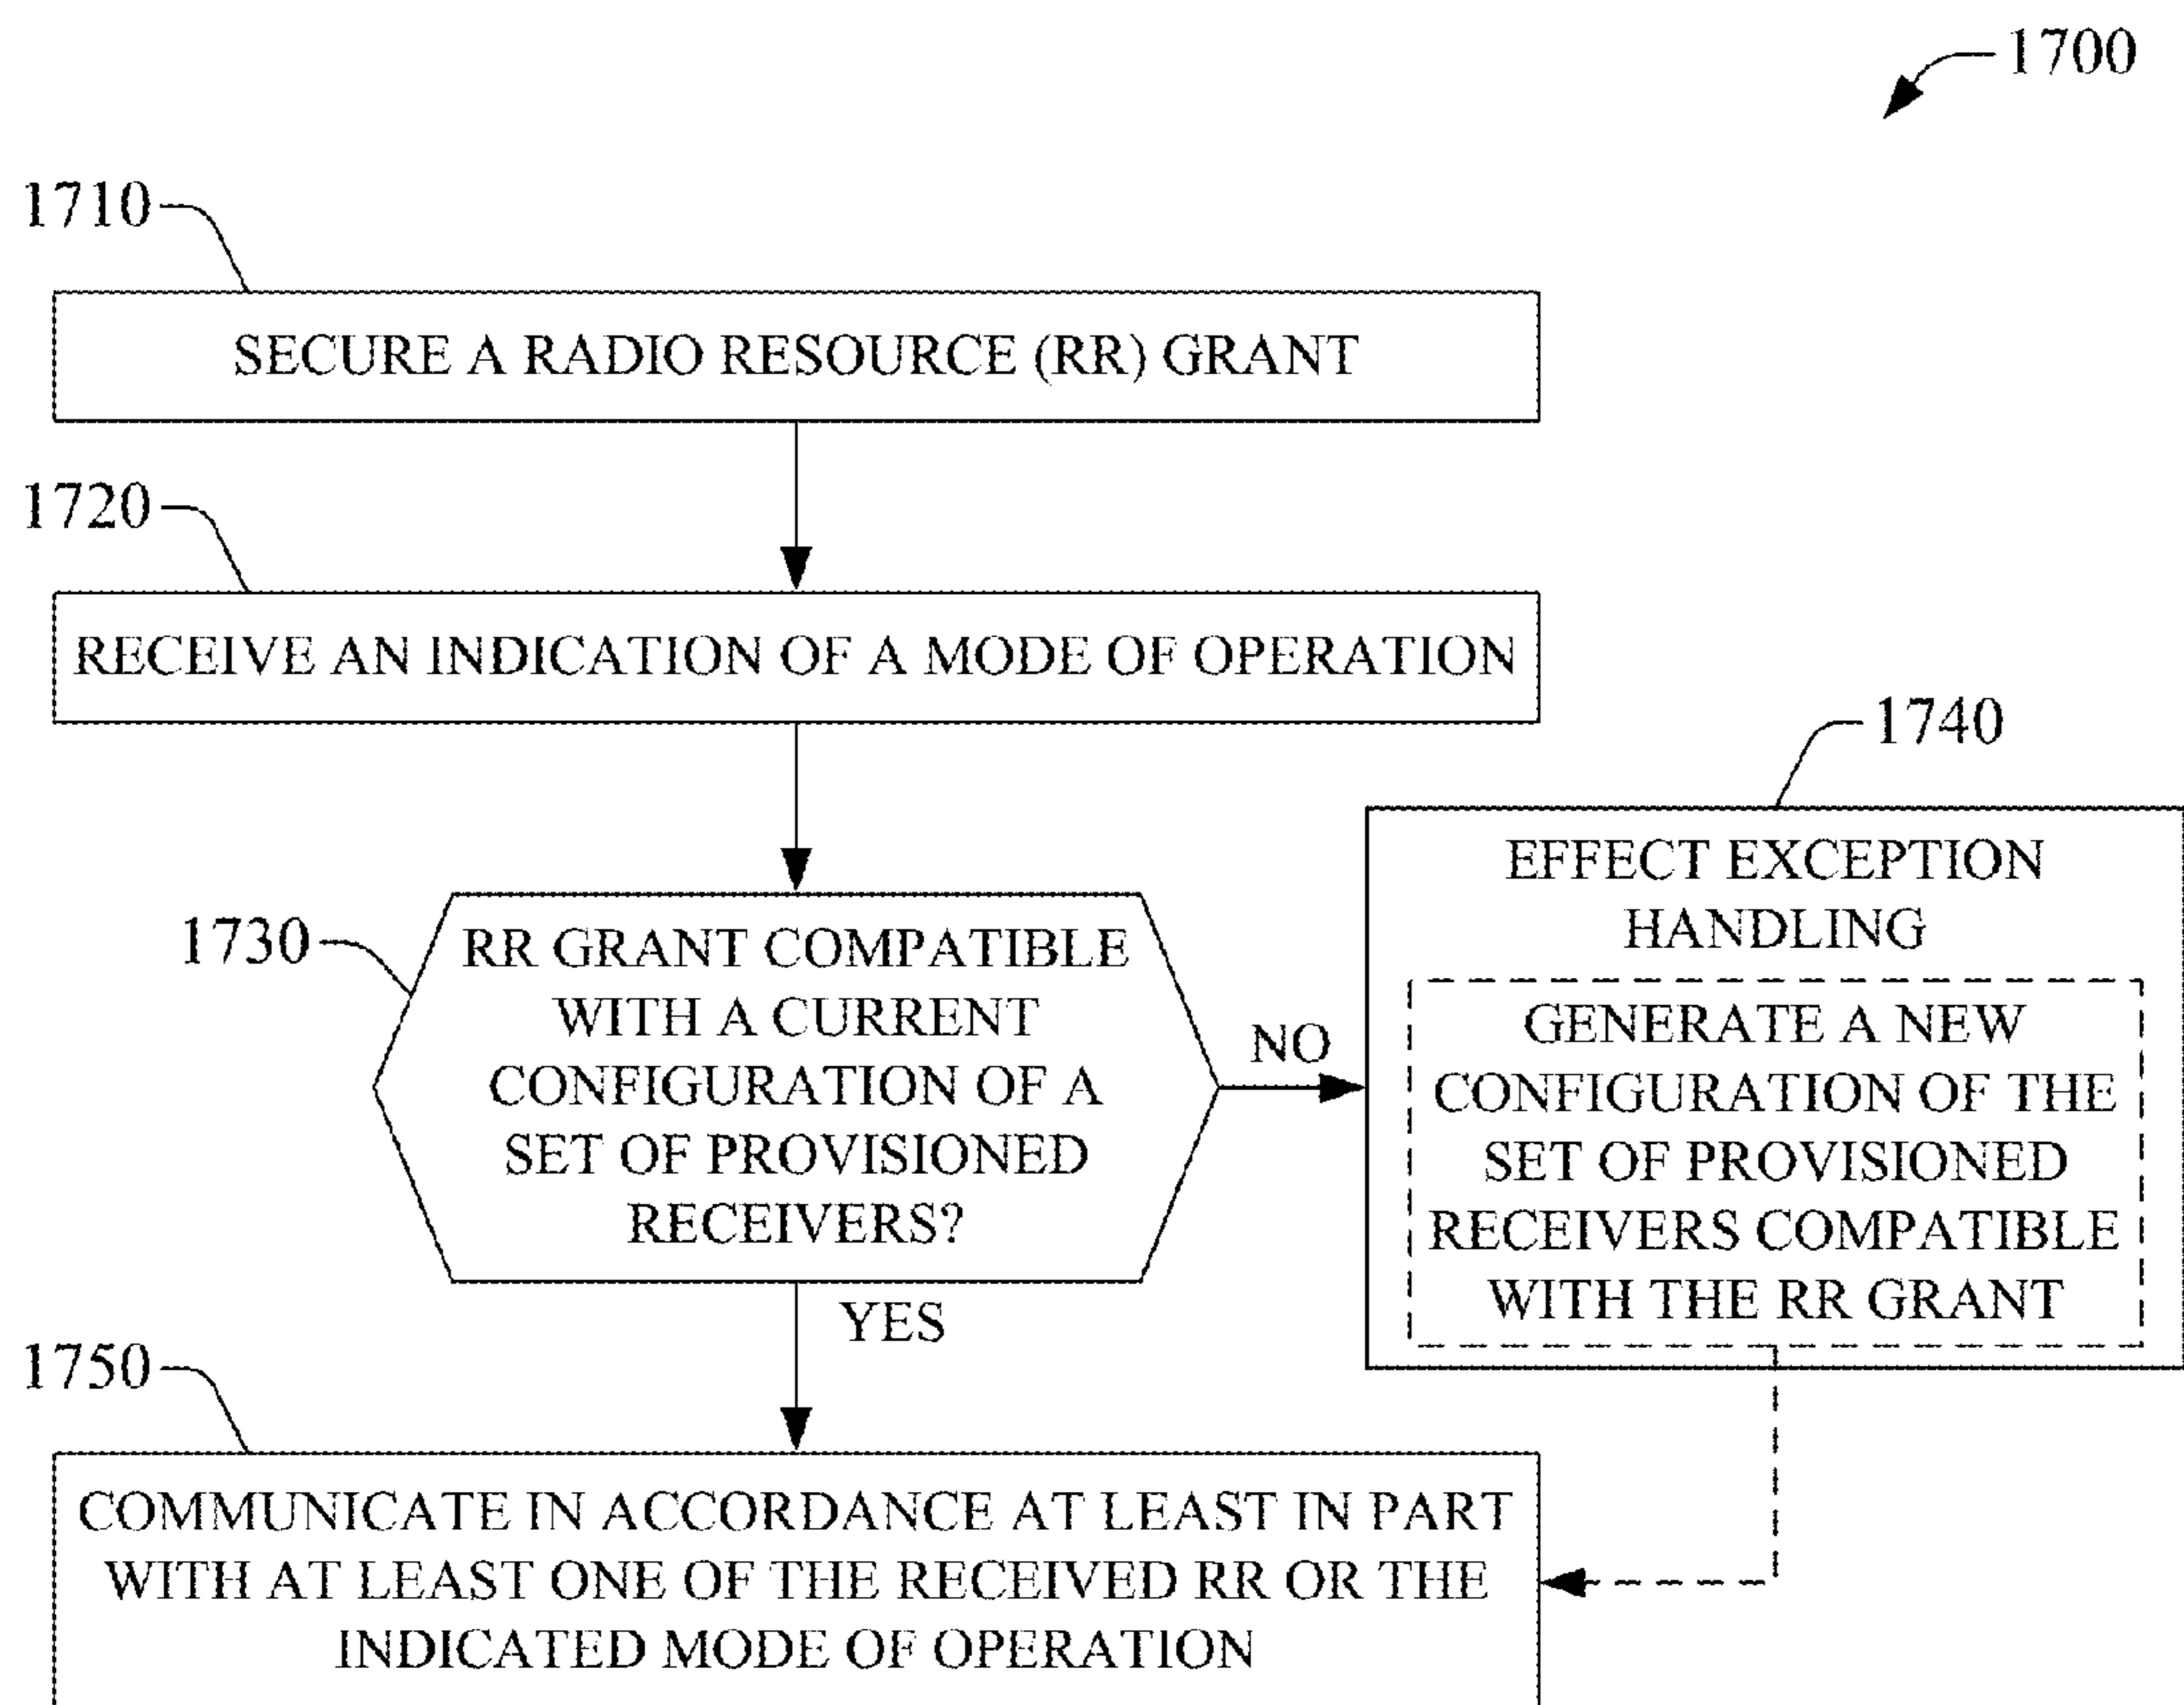 1700
1710
SECURE A RADIO RESOURCE (RR) GRANT
1720
RECEIVE AN INDICATION OF A MODE OF OPERATION
1730
RR GRANT COMPATIBLE
WITH A CURRENT
CONFIGURATION OF A
SET OF PROVISIONED
RECEIVERS?
NO
1740
EFFECT EXCEPTION
HANDLING
GENERATE A NEW
CONFIGURATION OF THE
SET OF PROVISIONED
RECEIVERS COMPATIBLE
WITH THE RR GRANT
YES
1750
COMMUNICATE IN ACCORDANCE AT LEAST IN PART
WITH AT LEAST ONE OF THE RECEIVED RR OR THE
INDICATED MODE OF OPERATION